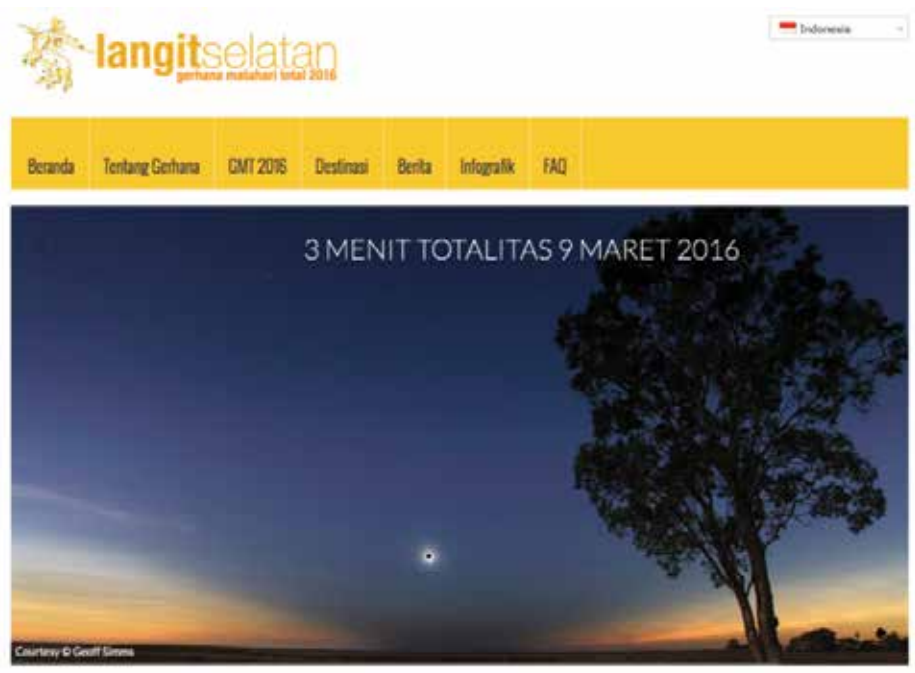 Indonesia
langitselatan
gerhana matahari total 2016
Beranda Tentang Gerhana GMT 2016 Destinasi Berita Infografik FAQ
3 MENIT TOTALITAS 9 MARET 2016
Courtesy © Geoff Simms